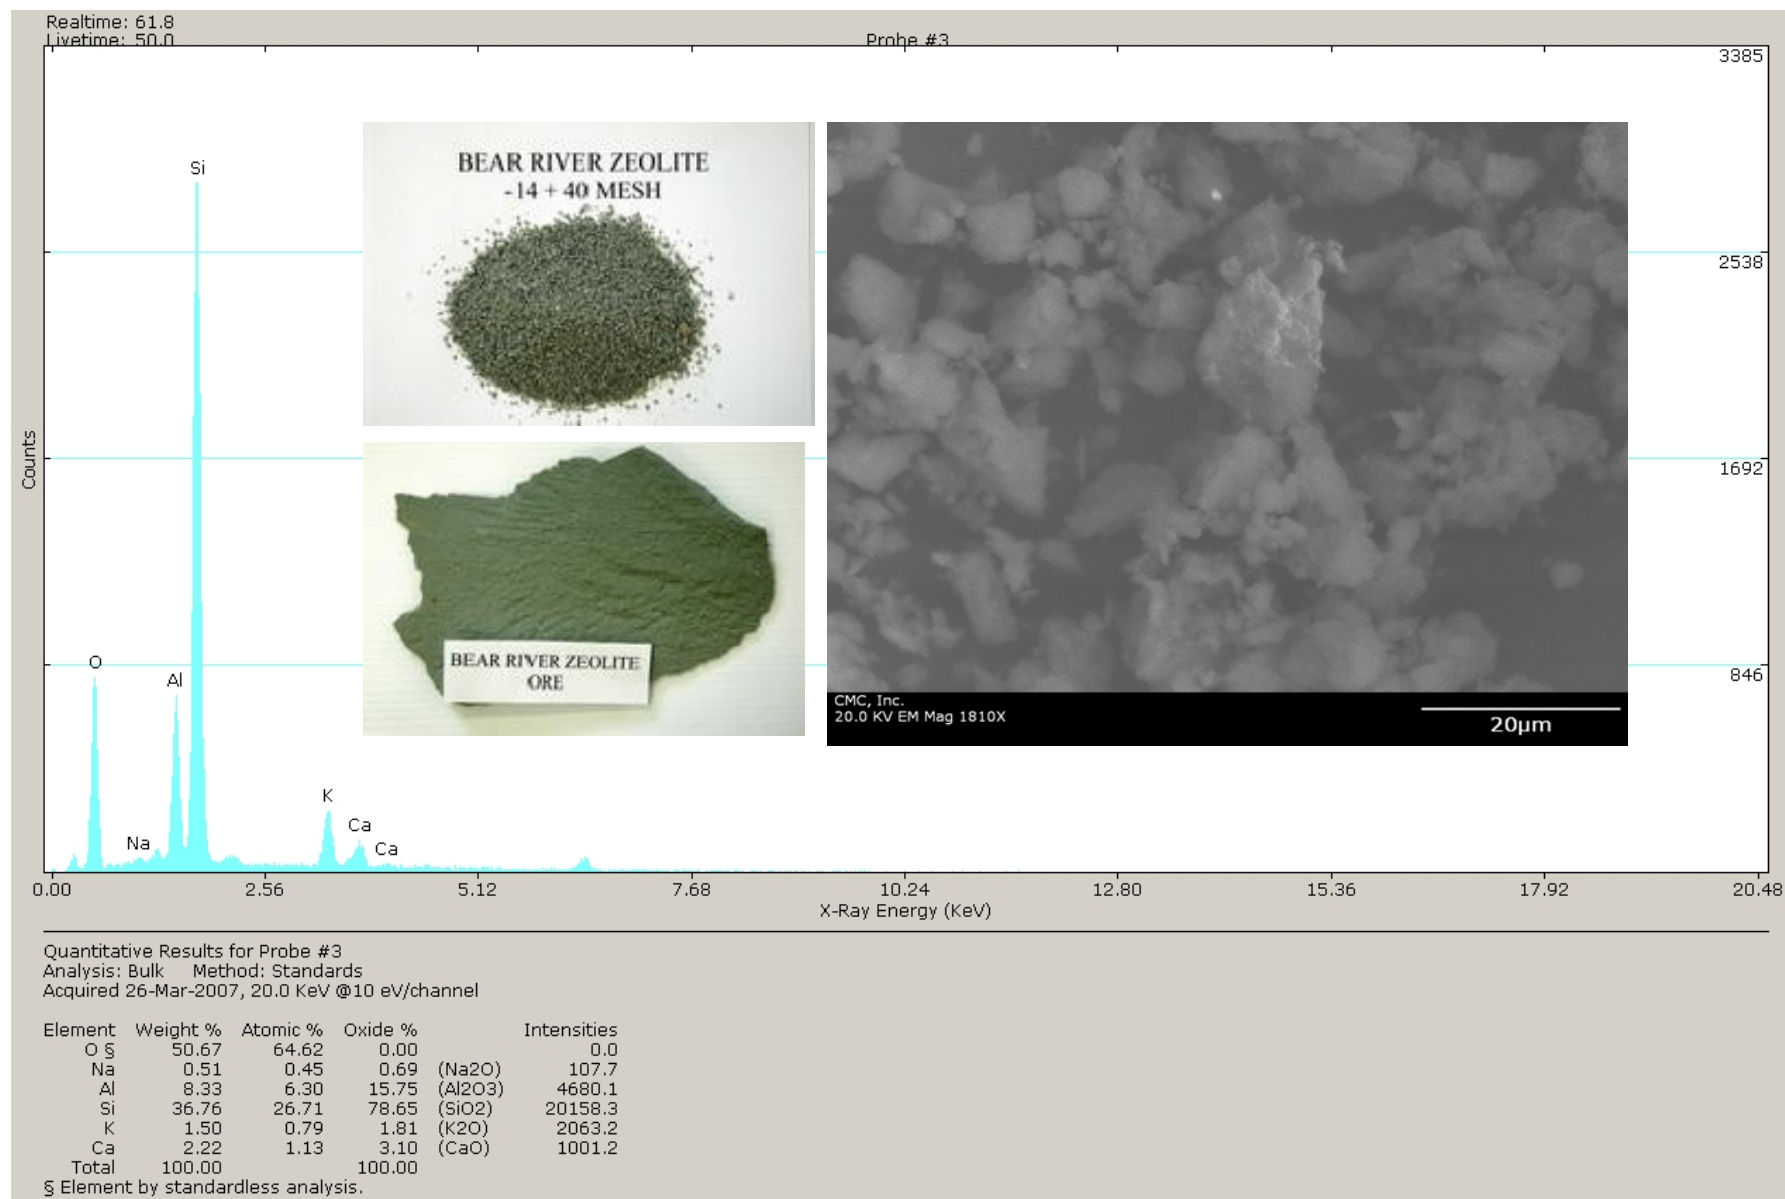 Realtime: 61.8
Livetime: 50.0
Probe #3
3385
BEAR RIVER ZEOLITE
-14 + 40 MESH
Si
2538
Counts
1692
O
Al
846
BEAR RIVER ZEOLITE
ORE
CMC, Inc.
20.0 KV EM Mag 1810X
20µm
K
Ca
Na
Ca
0.00 2.56 5.12 7.68 10.24 12.80 15.36 17.92 20.48
X-Ray Energy (KeV)
Quantitative Results for Probe #3
Analysis: Bulk Method: Standards
Acquired 26-Mar-2007, 20.0 KeV @10 eV/channel
Element Weight % Atomic % Oxide % Intensities
O § 50.67 64.62 0.00 0.0
Na 0.51 0.45 0.69 (Na2O) 107.7
Al 8.33 6.30 15.75 (Al2O3) 4680.1
Si 36.76 26.71 78.65 (SiO2) 20158.3
K 1.50 0.79 1.81 (K2O) 2063.2
Ca 2.22 1.13 3.10 (CaO) 1001.2
Total 100.00 100.00
§ Element by standardless analysis.